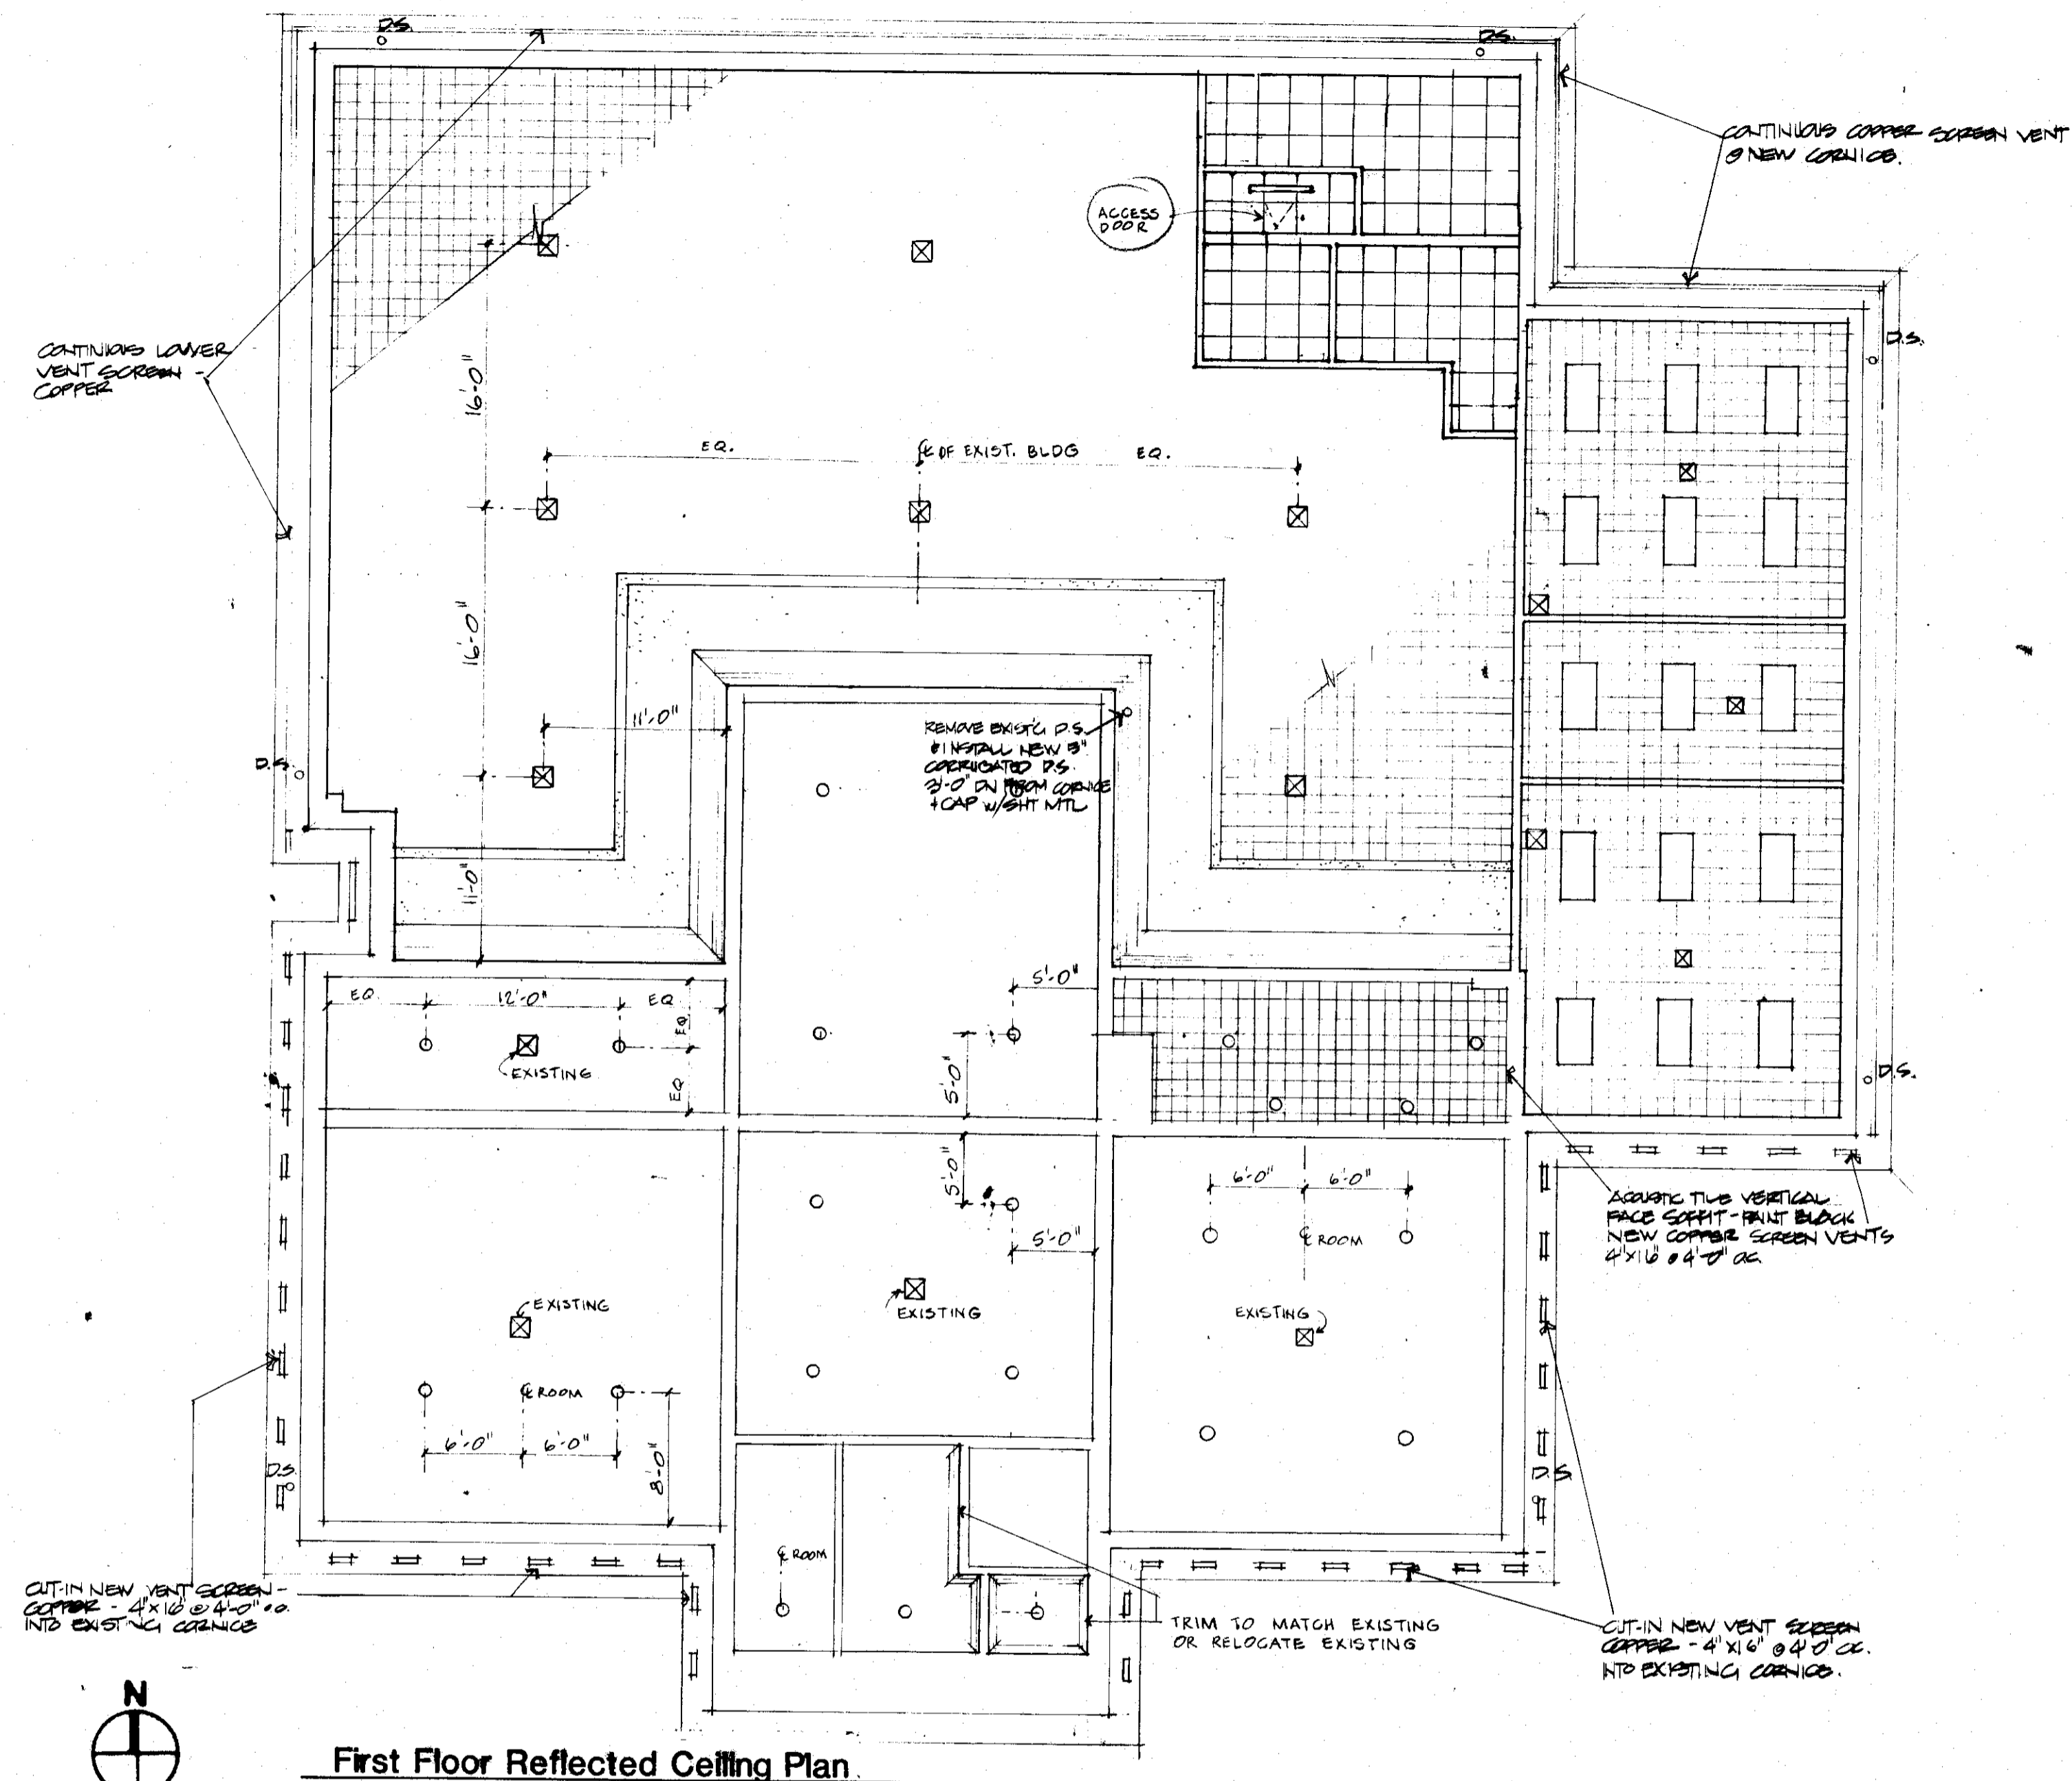 D.S.
D.S.
CONTINUOUS COPPER SCREEN VENT
@ NEW CORNICE.
ACCESS
DOOR
CONTINUOUS LOUVER
VENT SCREEN -
COPPER
D.S.
16'-0"
EQ.
℄ OF EXIST. BLDG
EQ.
16'-0"
11'-0"
REMOVE EXIST'G D.S.
& INSTALL NEW 3"
CORRUGATED D.S.
3'-0" DN FROM CORNICE
& CAP W/SHT MTL
D.S.
11'-0"
EQ.
12'-0"
EQ
EQ
EQ
EXISTING
5'-0"
5'-0"
D.S.
5'-0"
5'-0"
6'-0"
6'-0"
℄ ROOM
ACOUSTIC TILE VERTICAL
FACE SOFFIT - PAINT BLACK
NEW COPPER SCREEN VENTS
4"X16" @ 4'-0" OC.
EXISTING
EXISTING
EXISTING
℄ ROOM
6'-0"
6'-0"
8'-0"
D.S.
D.S.
℄ ROOM
CUT-IN NEW VENT SCREEN -
COPPER - 4"X16" @ 4'-0" o.c.
INTO EXISTING CORNICE
TRIM TO MATCH EXISTING
OR RELOCATE EXISTING
CUT-IN NEW VENT SCREEN
COPPER - 4"X16" @ 4'-0" OC.
INTO EXISTING CORNICE.
N
First Floor Reflected Ceiling Plan